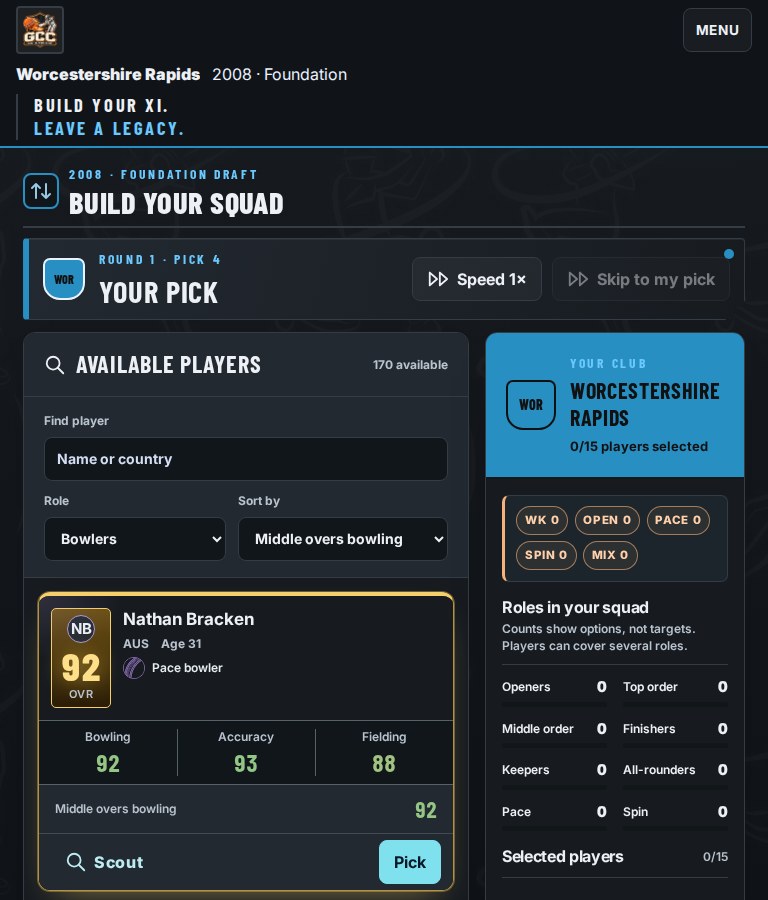 GCC
MENU
Worcestershire Rapids 2008 · Foundation
BUILD YOUR XI.
LEAVE A LEGACY.
2008 · FOUNDATION DRAFT
BUILD YOUR SQUAD
WOR
ROUND 1 · PICK 4
YOUR PICK
Speed 1×
Skip to my pick
AVAILABLE PLAYERS
170 available
Find player
Name or country
Role
Sort by
Bowlers
Middle overs bowling
NB
92
OVR
Nathan Bracken
AUS Age 31
Pace bowler
Bowling
Accuracy
Fielding
92
93
88
Middle overs bowling
92
Scout
Pick
YOUR CLUB
WOR
WORCESTERSHIRE
RAPIDS
0/15 players selected
WK 0
OPEN 0
PACE 0
SPIN 0
MIX 0
Roles in your squad
Counts show options, not targets.
Players can cover several roles.
Openers 0
Top order 0
Middle order 0
Finishers 0
Keepers 0
All-rounders 0
Pace 0
Spin 0
Selected players 0/15